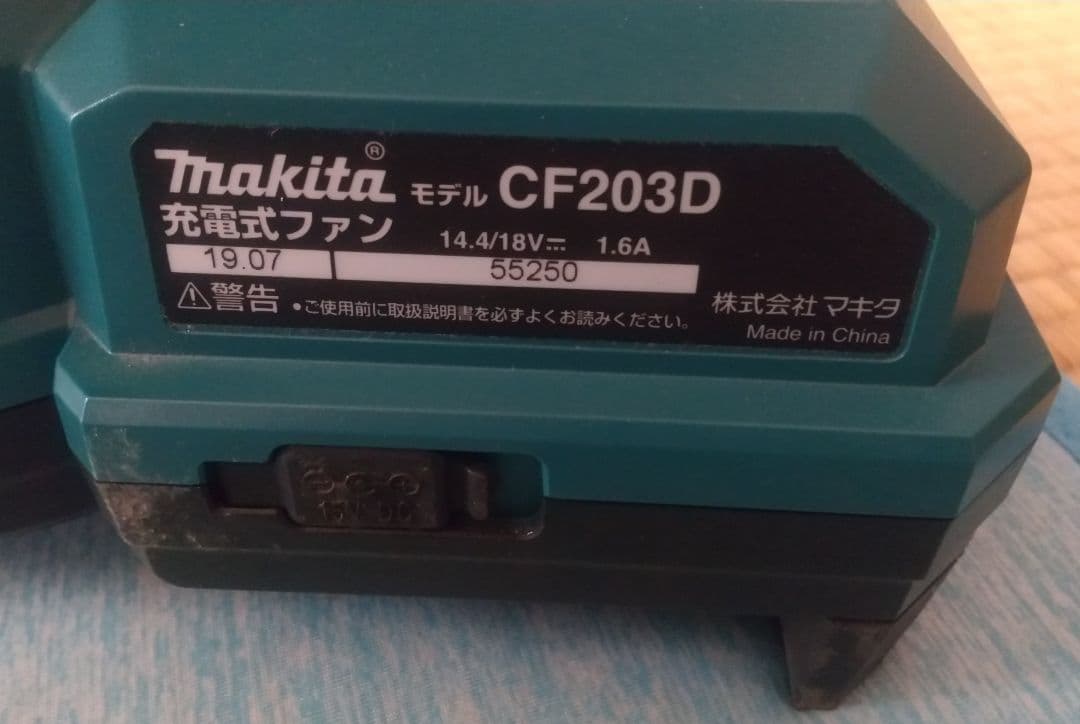 makita® モデル CF203D
充電式ファン 14.4/18V⎓ 1.6A
19.07 55250
⚠警告 •ご使用前に取扱説明書を必ずよくお読みください。
株式会社 マキタ
Made in China
15V DC